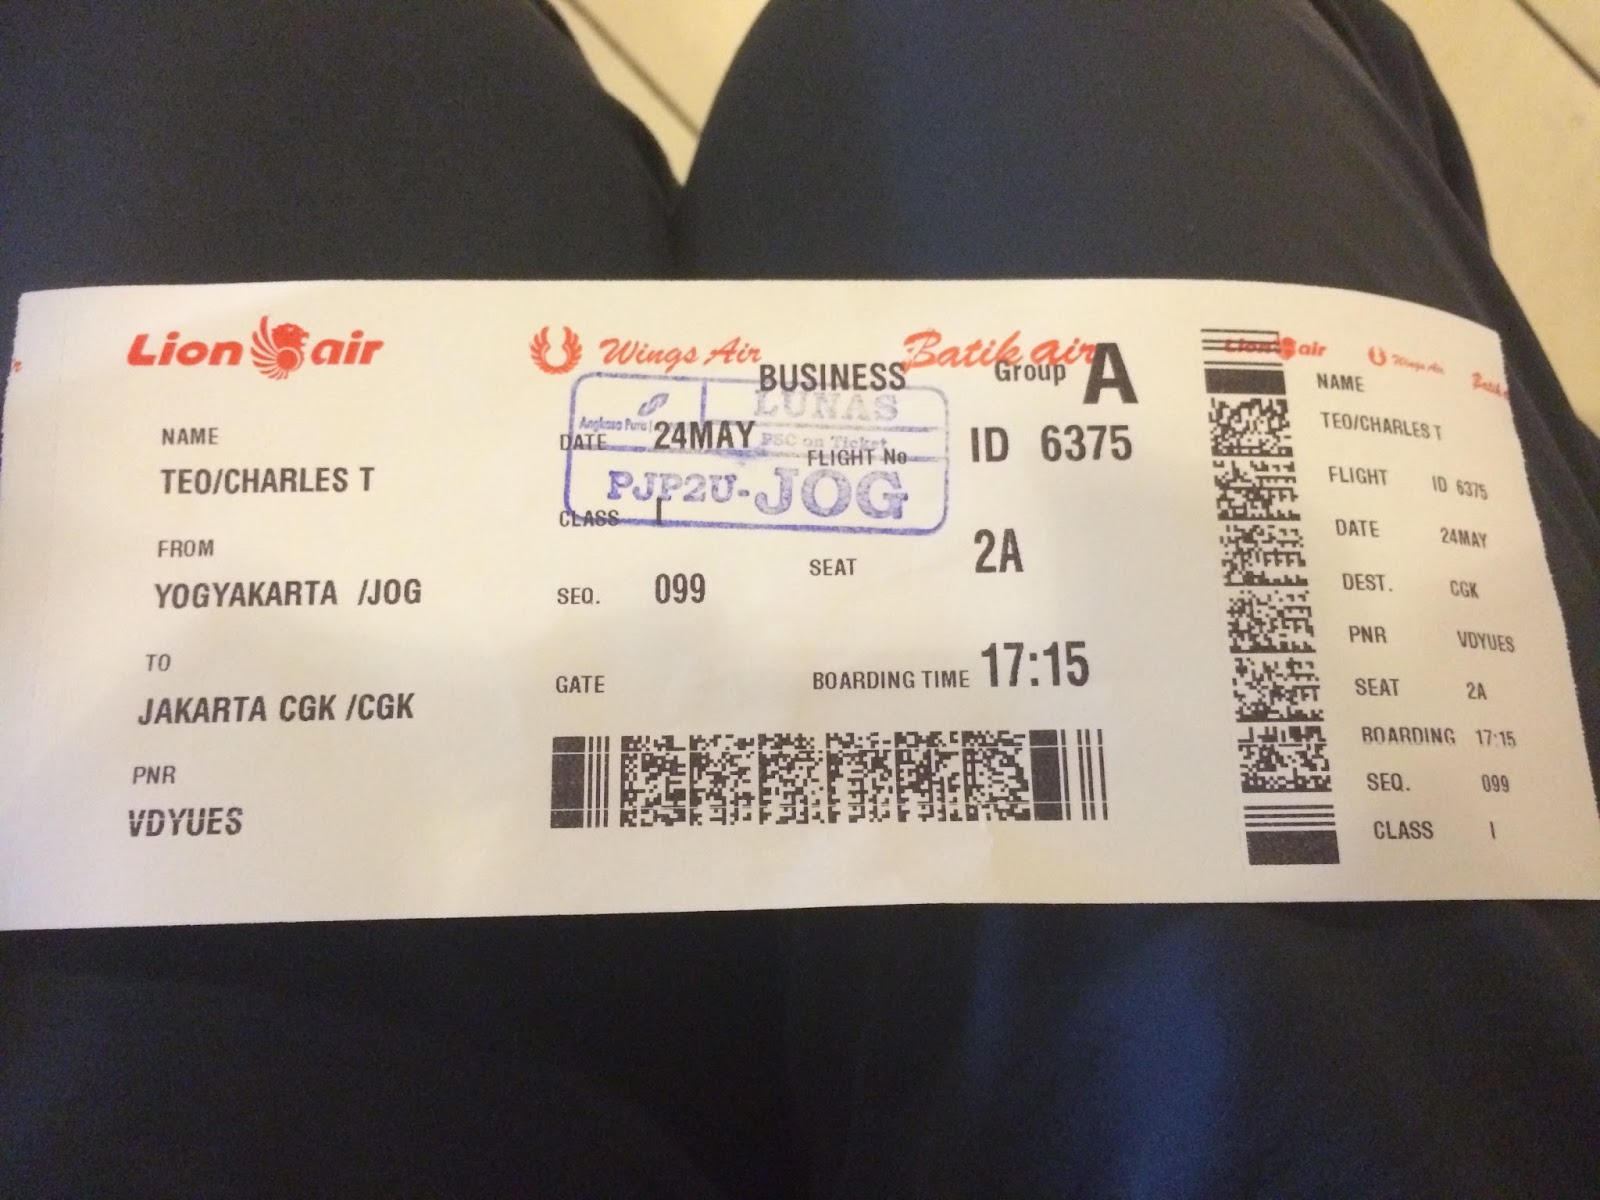 Lion air
Wings Air
Batik air
BUSINESS
Group A
LUNAS
Angkasa Pura I
PSC on Ticket
PJP2U-JOG
NAME
TEO/CHARLES T
FROM
YOGYAKARTA /JOG
TO
JAKARTA CGK /CGK
PNR
VDYUES
DATE 24MAY
FLIGHT No ID 6375
CLASS I
SEQ. 099
SEAT 2A
GATE
BOARDING TIME 17:15
Lion air
Wings Air
NAME
TEO/CHARLES T
FLIGHT ID 6375
DATE 24MAY
DEST. CGK
PNR VDYUES
SEAT 2A
BOARDING 17:15
SEQ. 099
CLASS I